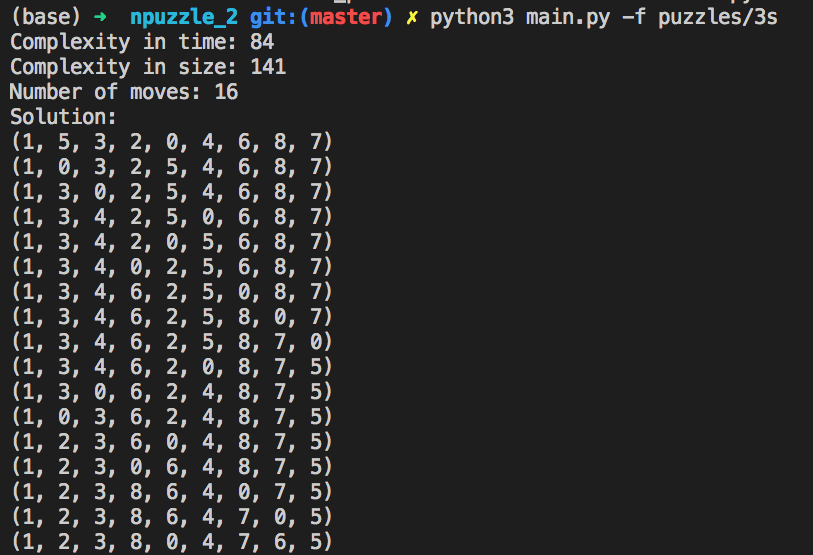 (base) ➜ npuzzle_2 git:(master) ✗ python3 main.py -f puzzles/3s
Complexity in time: 84
Complexity in size: 141
Number of moves: 16
Solution:
(1, 5, 3, 2, 0, 4, 6, 8, 7)
(1, 0, 3, 2, 5, 4, 6, 8, 7)
(1, 3, 0, 2, 5, 4, 6, 8, 7)
(1, 3, 4, 2, 5, 0, 6, 8, 7)
(1, 3, 4, 2, 0, 5, 6, 8, 7)
(1, 3, 4, 0, 2, 5, 6, 8, 7)
(1, 3, 4, 6, 2, 5, 0, 8, 7)
(1, 3, 4, 6, 2, 5, 8, 0, 7)
(1, 3, 4, 6, 2, 5, 8, 7, 0)
(1, 3, 4, 6, 2, 0, 8, 7, 5)
(1, 3, 0, 6, 2, 4, 8, 7, 5)
(1, 0, 3, 6, 2, 4, 8, 7, 5)
(1, 2, 3, 6, 0, 4, 8, 7, 5)
(1, 2, 3, 0, 6, 4, 8, 7, 5)
(1, 2, 3, 8, 6, 4, 0, 7, 5)
(1, 2, 3, 8, 6, 4, 7, 0, 5)
(1, 2, 3, 8, 0, 4, 7, 6, 5)